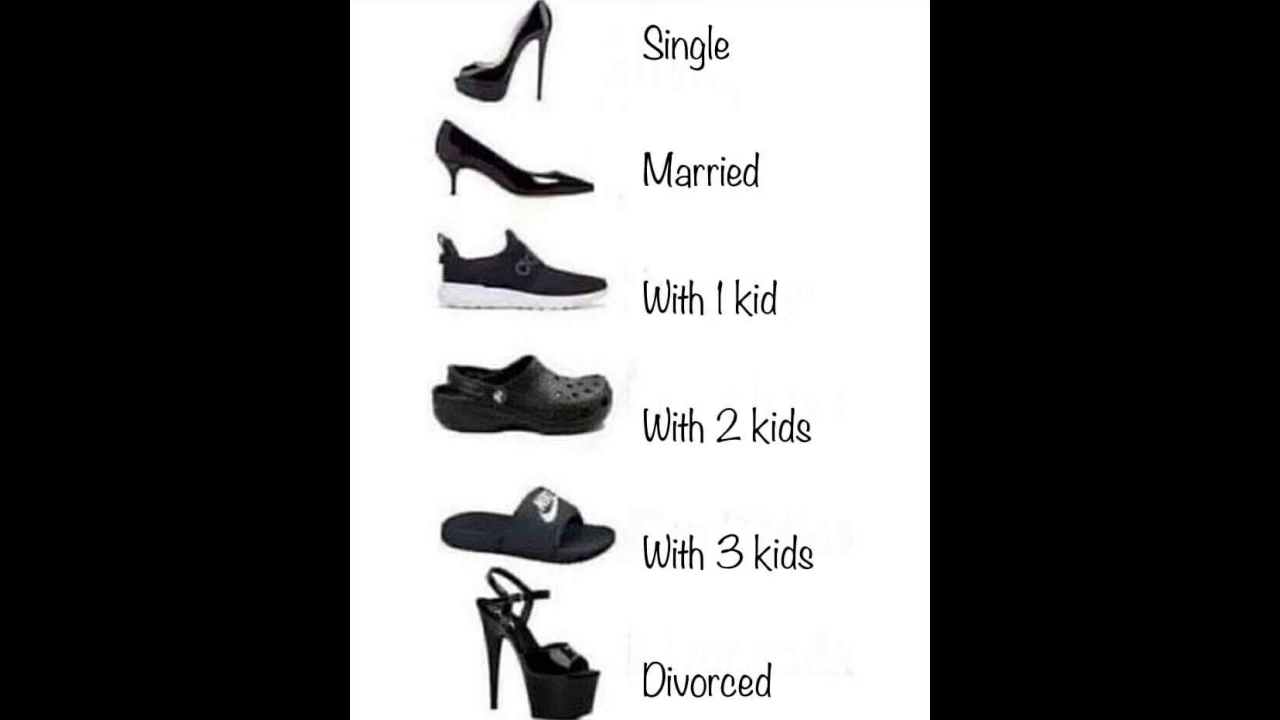 Single
Married
With 1 kid
With 2 kids
With 3 kids
Divorced